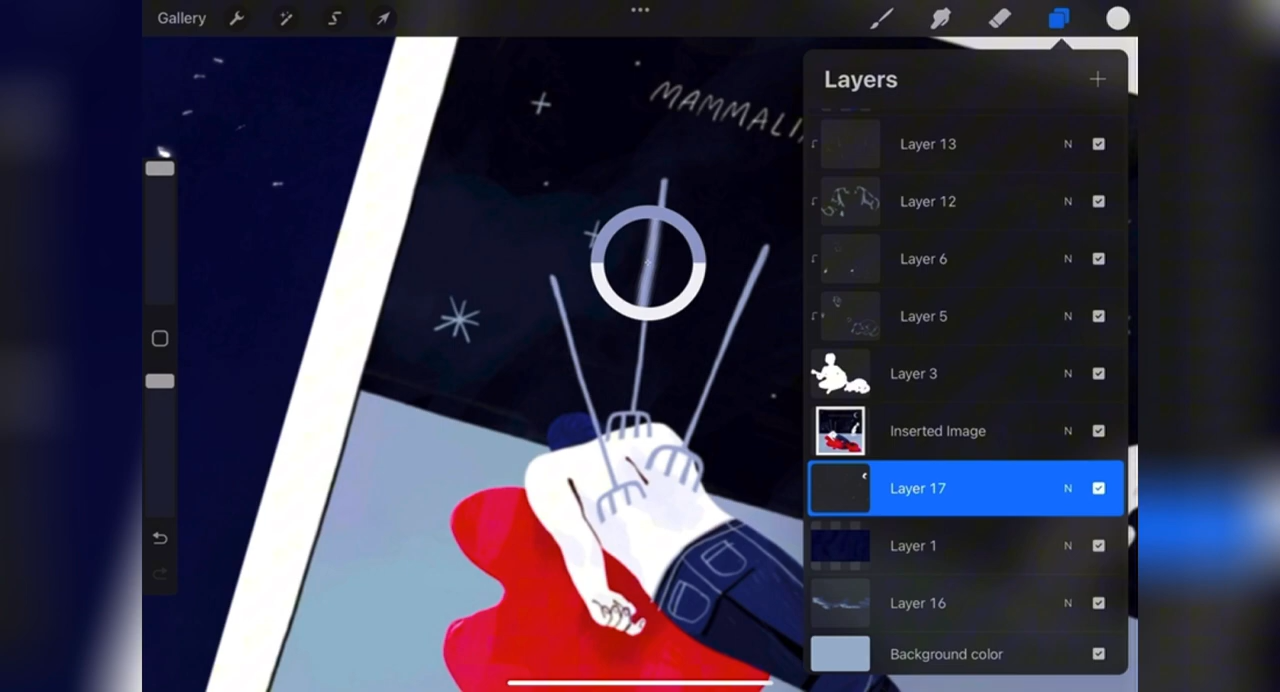 Gallery
Layers
MAMMALI
Layer 13 N
Layer 12 N
Layer 6 N
Layer 5 N
Layer 3 N
Inserted Image N
Layer 17 N
Layer 1 N
Layer 16 N
Background color